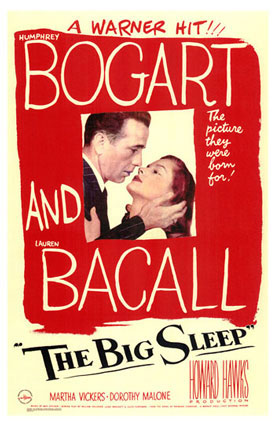 A WARNER HIT!!!
HUMPHREY
BOGART
The
picture
they
were
born
for!
AND
LAUREN
BACALL
"THE BIG SLEEP"
MARTHA VICKERS · DOROTHY MALONE
HOWARD HAWKS
PRODUCTION